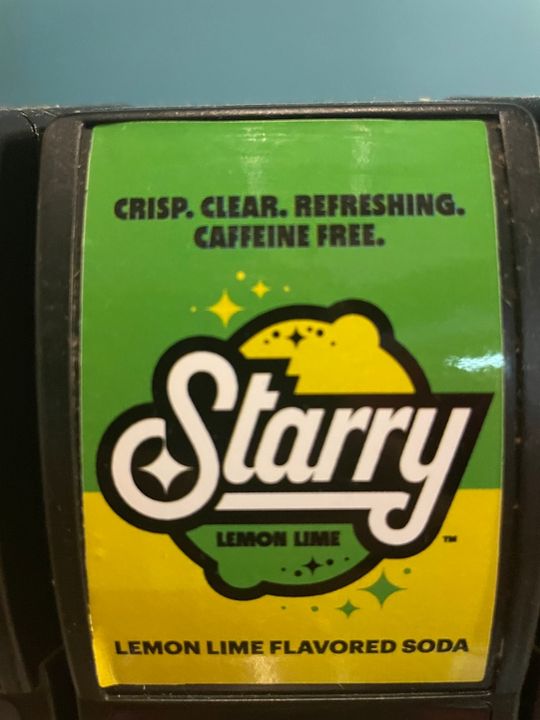 CRISP. CLEAR. REFRESHING.
CAFFEINE FREE.
Starry
LEMON LIME
TM
LEMON LIME FLAVORED SODA